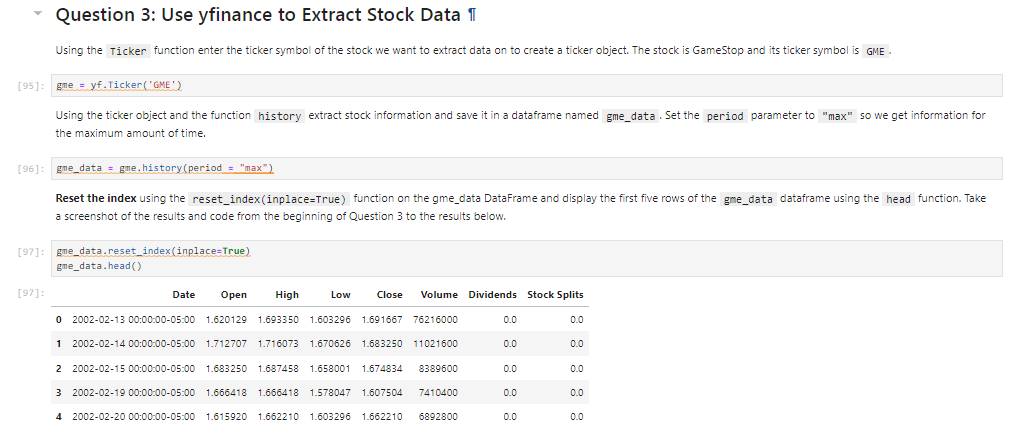 Question 3: Use yfinance to Extract Stock Data ¶
Using the Ticker function enter the ticker symbol of the stock we want to extract data on to create a ticker object. The stock is GameStop and its ticker symbol is GME .
[95]: gme = yf.Ticker('GME')
Using the ticker object and the function history extract stock information and save it in a dataframe named gme_data . Set the period parameter to "max" so we get information for
the maximum amount of time.
[96]: gme_data = gme.history(period = "max")
Reset the index using the reset_index(inplace=True) function on the gme_data DataFrame and display the first five rows of the gme_data dataframe using the head function. Take
a screenshot of the results and code from the beginning of Question 3 to the results below.
[97]: gme_data.reset_index(inplace=True)
gme_data.head()
[97]: Date Open High Low Close Volume Dividends Stock Splits
0 2002-02-13 00:00:00-05:00 1.620129 1.693350 1.603296 1.691667 76216000 0.0 0.0
1 2002-02-14 00:00:00-05:00 1.712707 1.716073 1.670626 1.683250 11021600 0.0 0.0
2 2002-02-15 00:00:00-05:00 1.683250 1.687458 1.658001 1.674834 8389600 0.0 0.0
3 2002-02-19 00:00:00-05:00 1.666418 1.666418 1.578047 1.607504 7410400 0.0 0.0
4 2002-02-20 00:00:00-05:00 1.615920 1.662210 1.603296 1.662210 6892800 0.0 0.0